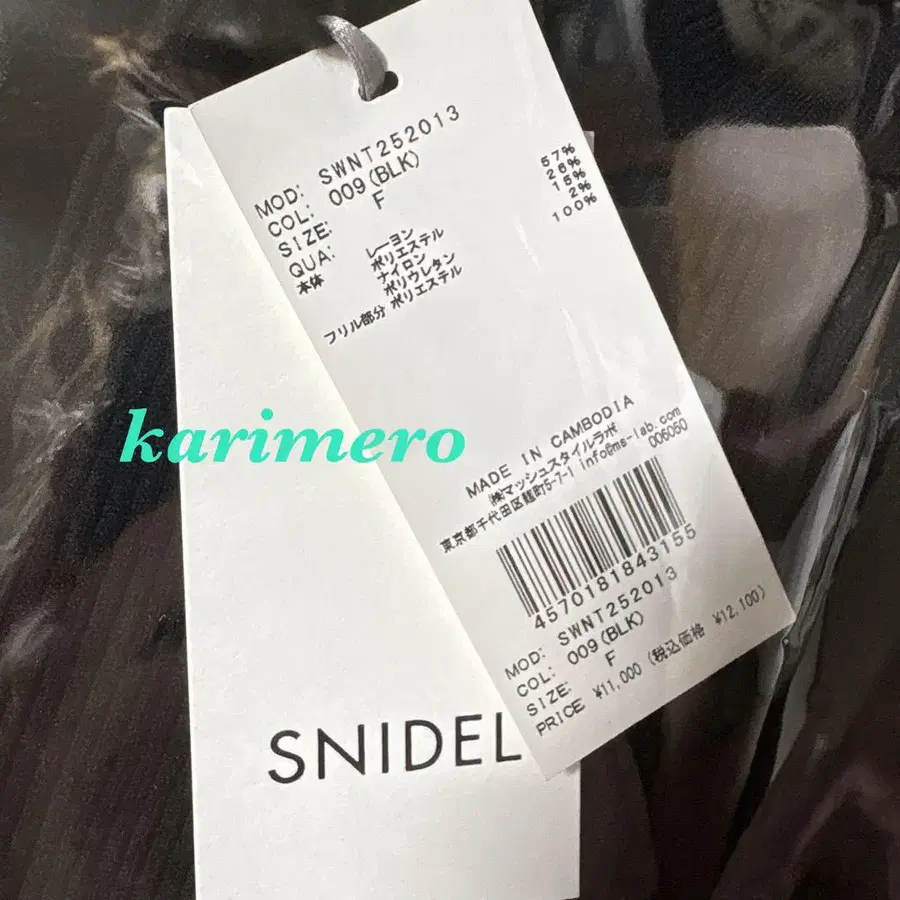 MOD: SWNT252013
COL: 009(BLK)
SIZE: F
QUA:
本体 レーヨン 57%
ポリエステル 26%
ナイロン 15%
ポリウレタン 2%
フリル部分 ポリエステル 100%
MADE IN CAMBODIA
㈱マッシュスタイルラボ
東京都千代田区麹町5-7-1 info@ms-lab.com
006060
4570181843155
MOD: SWNT252013
COL: 009(BLK)
SIZE: F
PRICE ¥11,000 (税込価格 ¥12,100)
karimero
SNIDEL